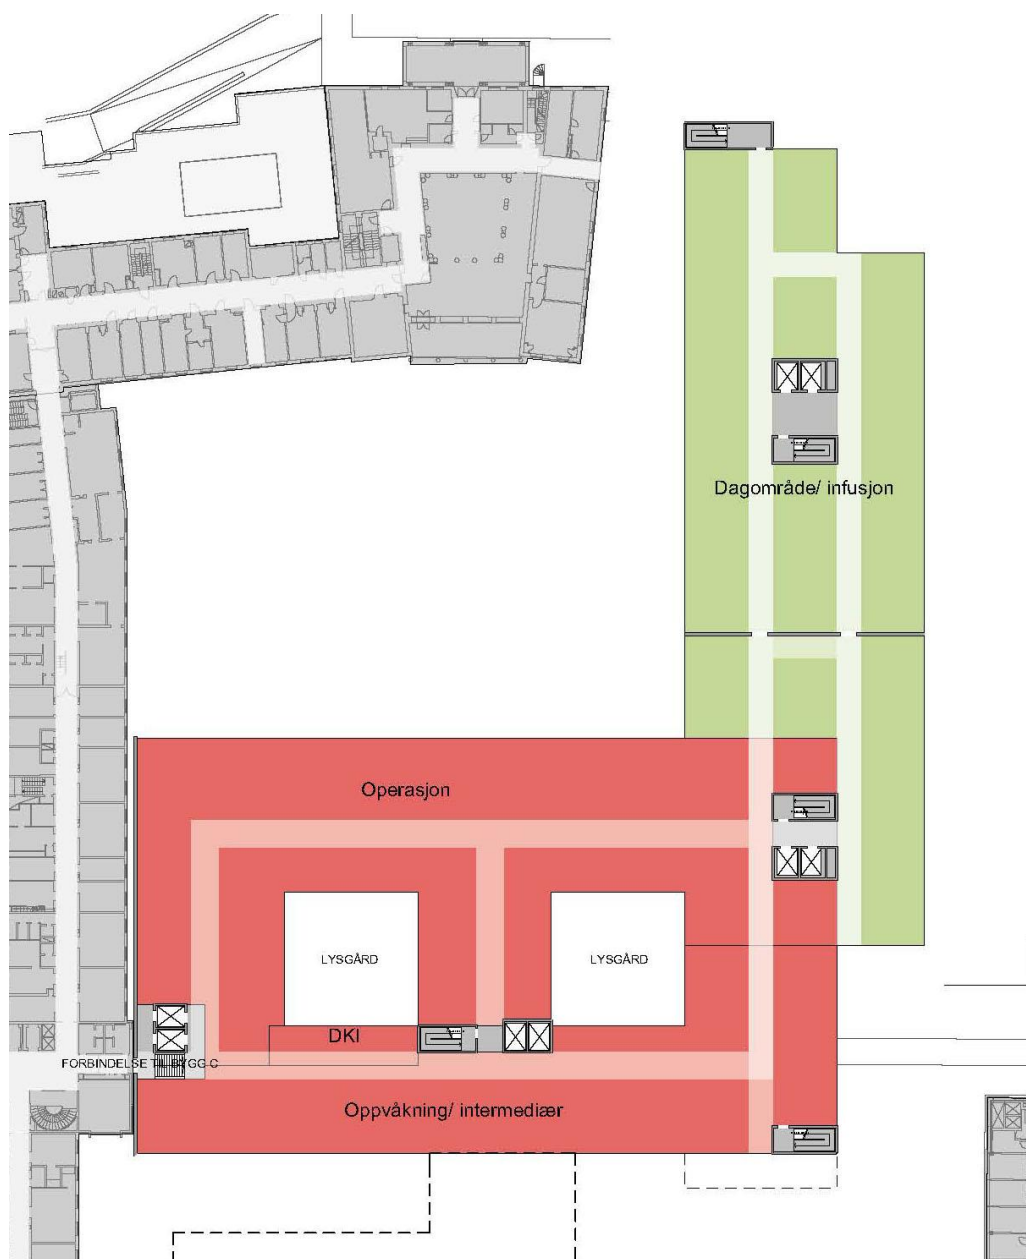 Dagområde/ infusjon
Operasjon
LYSGÅRD
LYSGÅRD
DKI
FORBINDELSE TIL BYGG C
Oppvåkning/ intermediær